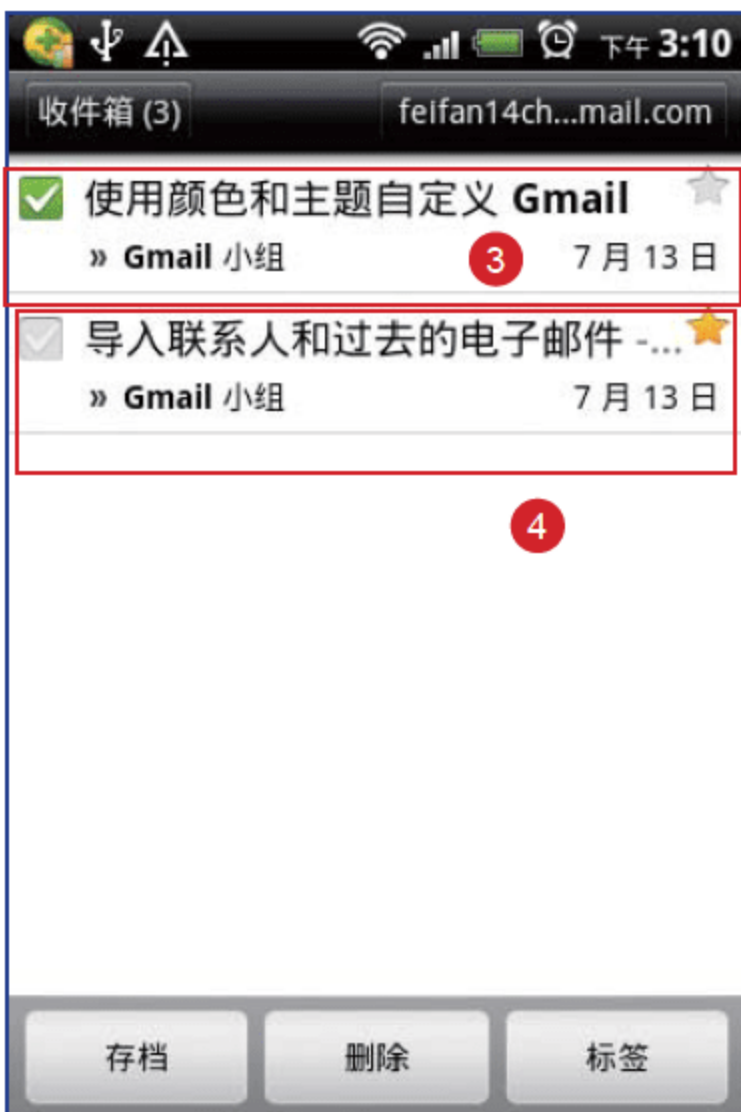 下午 3:10
收件箱 (3)
feifan14ch...mail.com
使用颜色和主题自定义 Gmail
» Gmail 小组
3
7 月 13 日
导入联系人和过去的电子邮件 -...
» Gmail 小组
7 月 13 日
4
存档
删除
标签